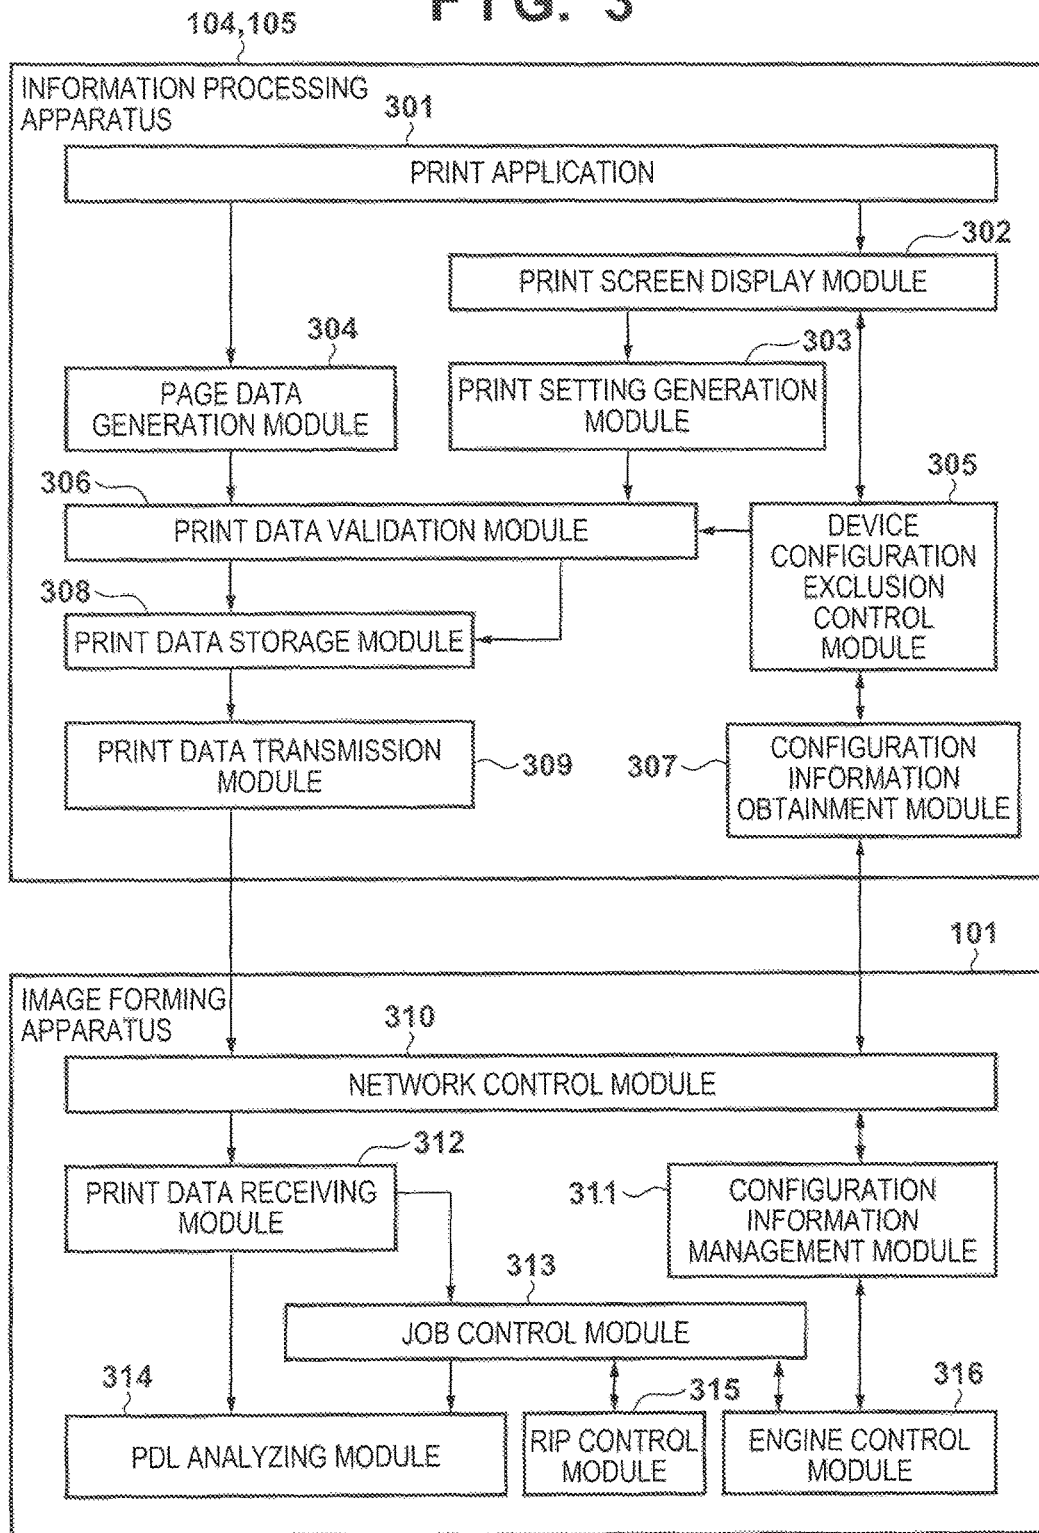 FIG. 3
104,105
INFORMATION PROCESSING
APPARATUS
301
PRINT APPLICATION
302
PRINT SCREEN DISPLAY MODULE
304
303
PAGE DATA
GENERATION MODULE
PRINT SETTING GENERATION
MODULE
306
305
PRINT DATA VALIDATION MODULE
DEVICE
CONFIGURATION
EXCLUSION
CONTROL
MODULE
308
PRINT DATA STORAGE MODULE
PRINT DATA TRANSMISSION
MODULE
309
307
CONFIGURATION
INFORMATION
OBTAINMENT MODULE
101
IMAGE FORMING
APPARATUS
310
NETWORK CONTROL MODULE
312
PRINT DATA RECEIVING
MODULE
311
CONFIGURATION
INFORMATION
MANAGEMENT MODULE
313
JOB CONTROL MODULE
314
315
316
PDL ANALYZING MODULE
RIP CONTROL
MODULE
ENGINE CONTROL
MODULE